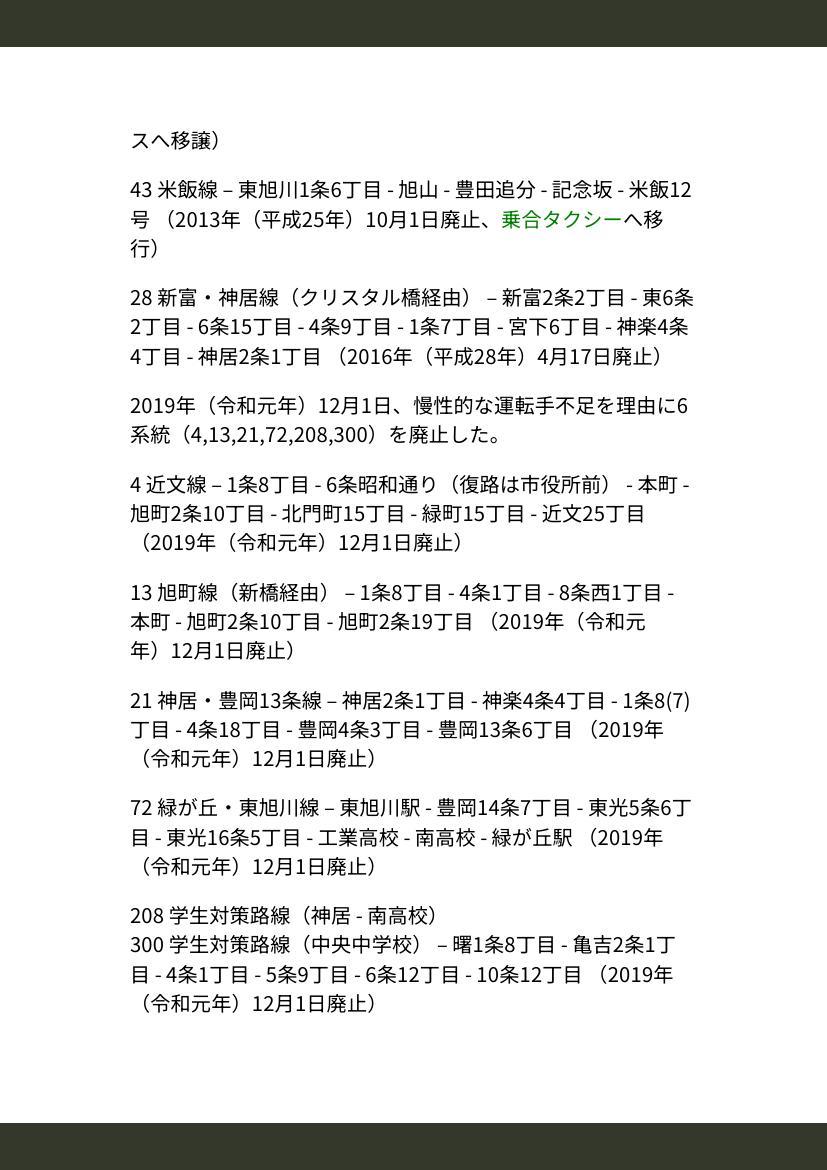 スへ移譲）
43 米飯線 – 東旭川1条6丁目 - 旭山 - 豊田追分 - 記念坂 - 米飯12
号 （2013年（平成25年）10月1日廃止、乗合タクシーへ移
行）
28 新富・神居線（クリスタル橋経由） – 新富2条2丁目 - 東6条
2丁目 - 6条15丁目 - 4条9丁目 - 1条7丁目 - 宮下6丁目 - 神楽4条
4丁目 - 神居2条1丁目 （2016年（平成28年）4月17日廃止）
2019年（令和元年）12月1日、慢性的な運転手不足を理由に6
系統（4,13,21,72,208,300）を廃止した。
4 近文線 – 1条8丁目 - 6条昭和通り（復路は市役所前） - 本町 -
旭町2条10丁目 - 北門町15丁目 - 緑町15丁目 - 近文25丁目
（2019年（令和元年）12月1日廃止）
13 旭町線（新橋経由） – 1条8丁目 - 4条1丁目 - 8条西1丁目 -
本町 - 旭町2条10丁目 - 旭町2条19丁目 （2019年（令和元
年）12月1日廃止）
21 神居・豊岡13条線 – 神居2条1丁目 - 神楽4条4丁目 - 1条8(7)
丁目 - 4条18丁目 - 豊岡4条3丁目 - 豊岡13条6丁目 （2019年
（令和元年）12月1日廃止）
72 緑が丘・東旭川線 – 東旭川駅 - 豊岡14条7丁目 - 東光5条6丁
目 - 東光16条5丁目 - 工業高校 - 南高校 - 緑が丘駅 （2019年
（令和元年）12月1日廃止）
208 学生対策路線（神居 - 南高校）
300 学生対策路線（中央中学校） – 曙1条8丁目 - 亀吉2条1丁
目 - 4条1丁目 - 5条9丁目 - 6条12丁目 - 10条12丁目 （2019年
（令和元年）12月1日廃止）